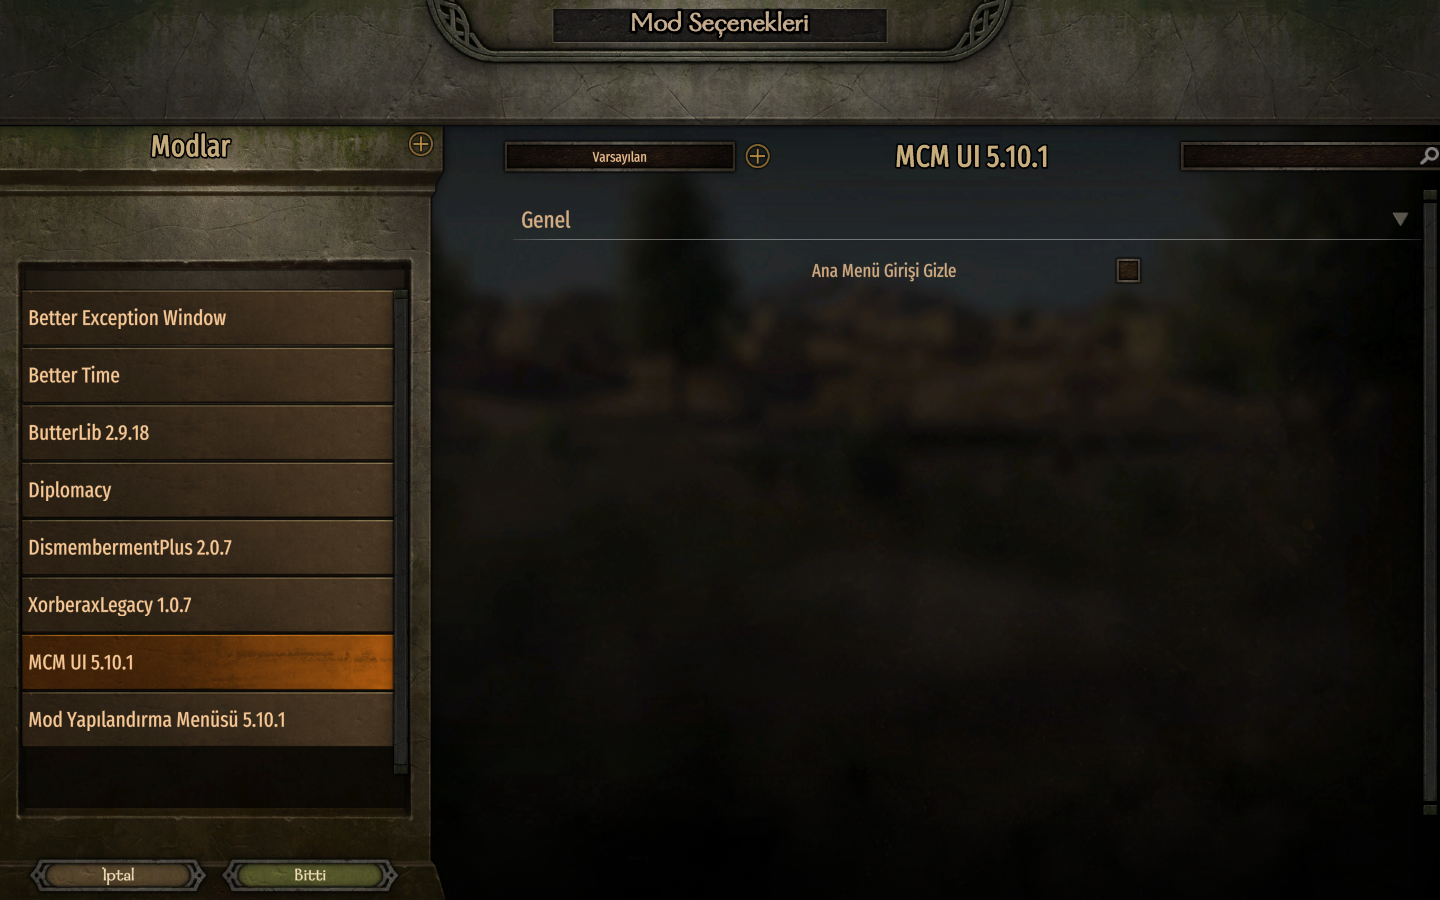 Mod Seçenekleri
Modlar
Varsayılan
MCM UI 5.10.1
Genel
Ana Menü Girişi Gizle
Better Exception Window
Better Time
ButterLib 2.9.18
Diplomacy
DismembermentPlus 2.0.7
XorberaxLegacy 1.0.7
MCM UI 5.10.1
Mod Yapılandırma Menüsü 5.10.1
İptal
Bitti